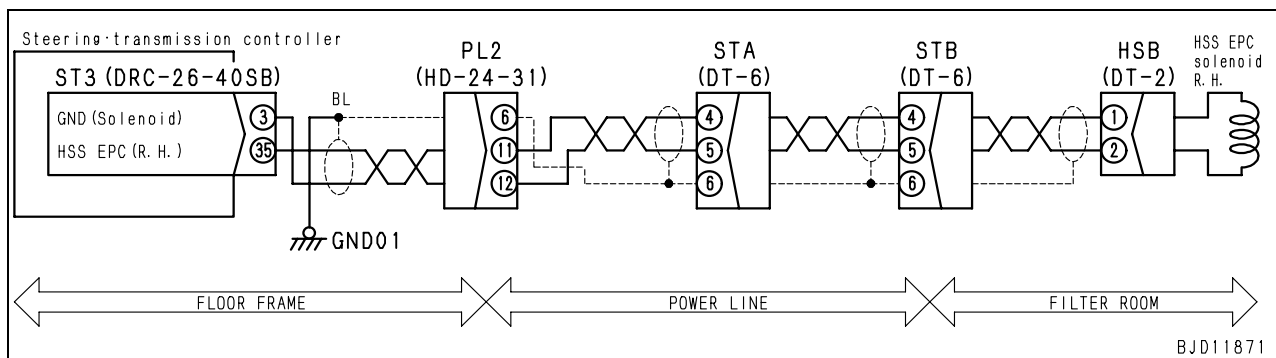 Steering·transmission controller
ST3 (DRC-26-40SB)
GND (Solenoid)
HSS EPC (R. H. )
3
35
BL
GND01
PL2
(HD-24-31)
6
11
12
STA
(DT-6)
4
5
6
STB
(DT-6)
4
5
6
HSB
(DT-2)
1
2
HSS EPC
solenoid
R. H.
FLOOR FRAME
POWER LINE
FILTER ROOM
BJD11871